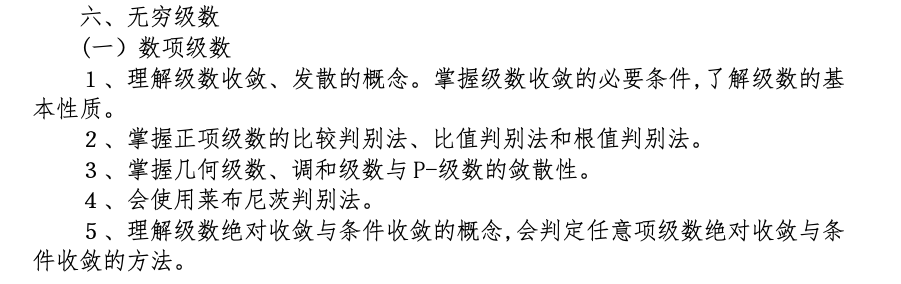 六、无穷级数
(一）数项级数
1、理解级数收敛、发散的概念。掌握级数收敛的必要条件,了解级数的基
本性质。
2、掌握正项级数的比较判别法、比值判别法和根值判别法。
3、掌握几何级数、调和级数与 P-级数的敛散性。
4、会使用莱布尼茨判别法。
5、理解级数绝对收敛与条件收敛的概念,会判定任意项级数绝对收敛与条
件收敛的方法。